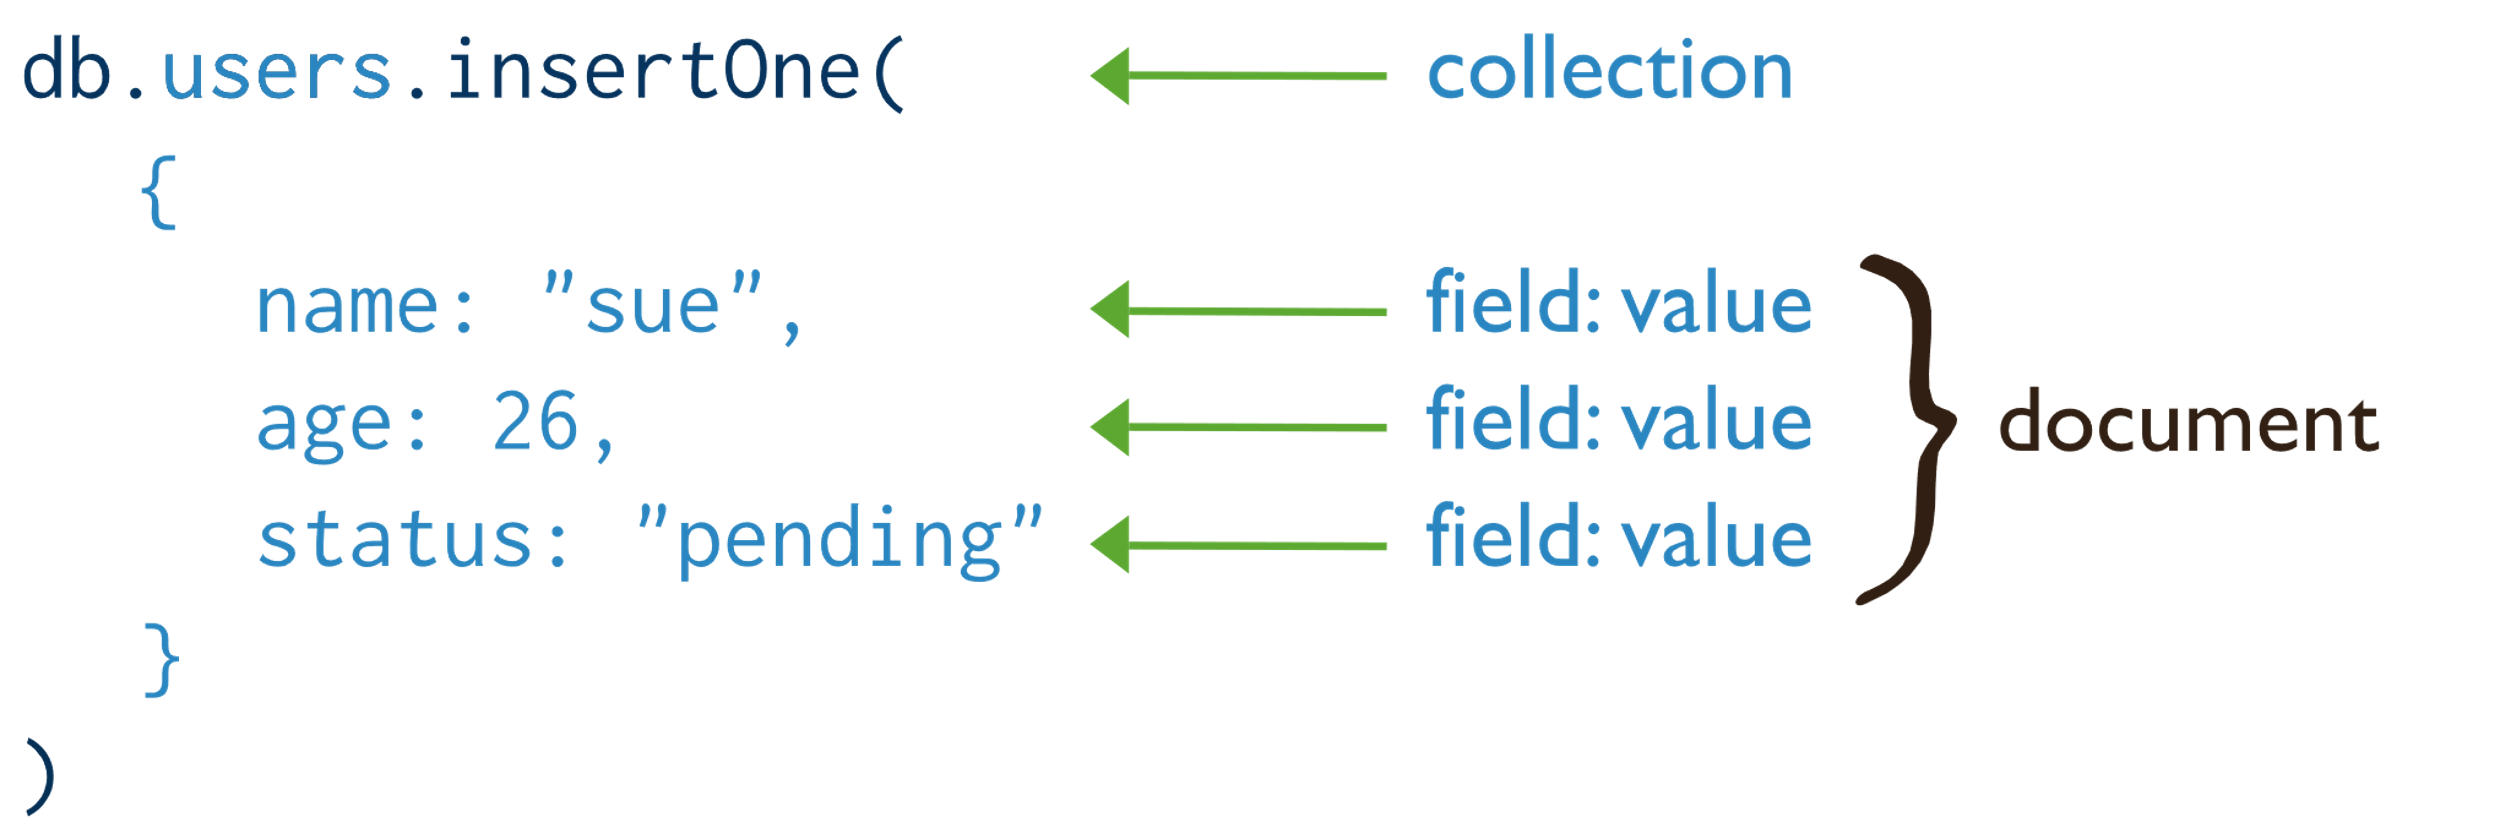 db.users.insertOne( collection
{
name: ”sue”, field: value
age: 26, field: value
document
status: ”pending” field: value
}
)